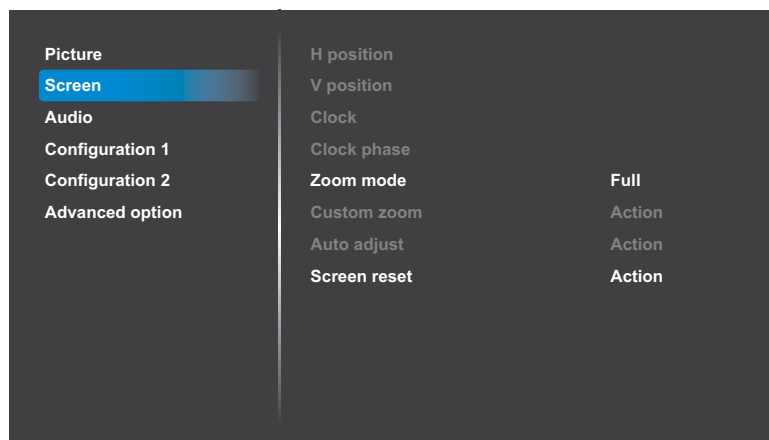 Picture
Screen
Audio
Configuration 1
Configuration 2
Advanced option
H position
V position
Clock
Clock phase
Zoom mode Full
Custom zoom Action
Auto adjust Action
Screen reset Action